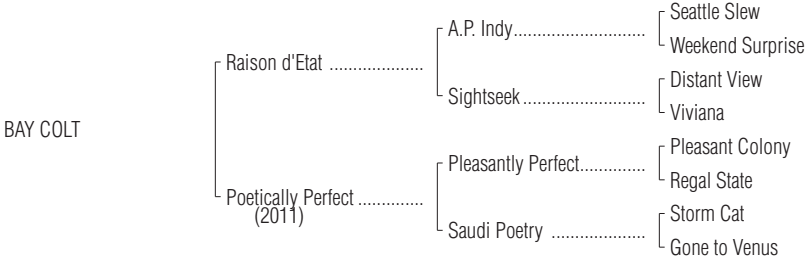 Seattle Slew
A.P. Indy............................
Weekend Surprise
Raison d'Etat ....................
Distant View
Sightseek..........................
Viviana
BAY COLT
Pleasant Colony
Pleasantly Perfect..............
Regal State
Poetically Perfect ..............
(2011)
Storm Cat
Saudi Poetry ....................
Gone to Venus